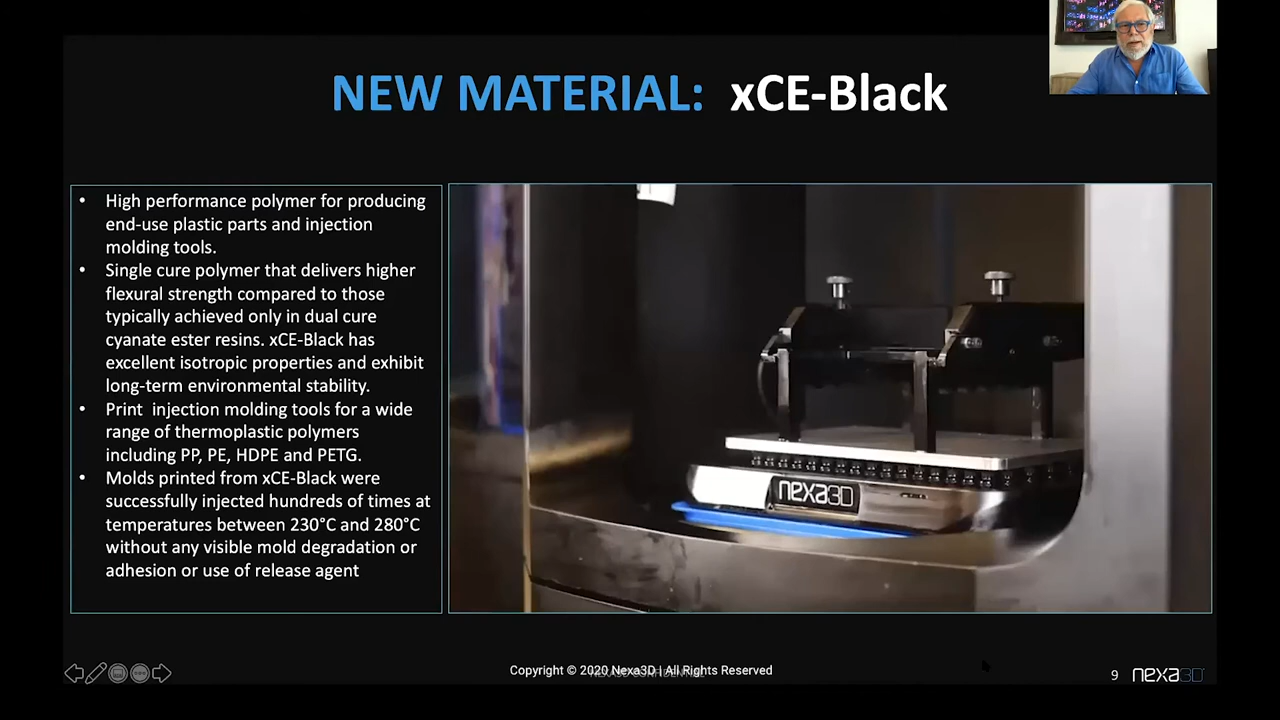 NEW MATERIAL: xCE-Black
• High performance polymer for producing
end-use plastic parts and injection
molding tools.
• Single cure polymer that delivers higher
flexural strength compared to those
typically achieved only in dual cure
cyanate ester resins. xCE-Black has
excellent isotropic properties and exhibit
long-term environmental stability.
• Print injection molding tools for a wide
range of thermoplastic polymers
including PP, PE, HDPE and PETG.
• Molds printed from xCE-Black were
successfully injected hundreds of times at
temperatures between 230°C and 280°C
without any visible mold degradation or
adhesion or use of release agent
nexa3D
Copyright © 2020 Nexa3D | All Rights Reserved
NEXA3D CONFIDENTIAL
9
nexa3D